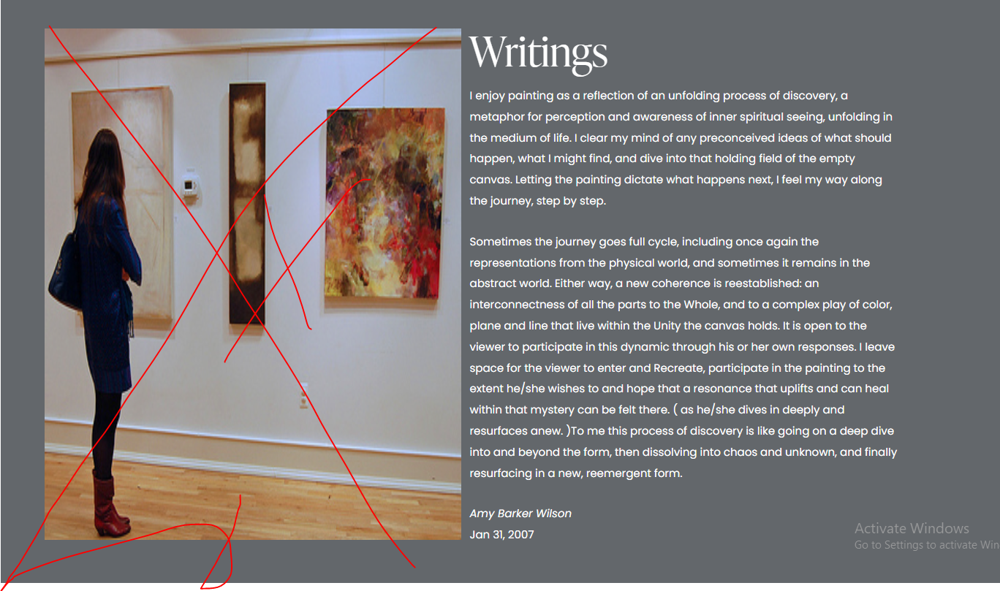 Writings
I enjoy painting as a reflection of an unfolding process of discovery, a
metaphor for perception and awareness of inner spiritual seeing, unfolding in
the medium of life. I clear my mind of any preconceived ideas of what should
happen, what I might find, and dive into that holding field of the empty
canvas. Letting the painting dictate what happens next, I feel my way along
the journey, step by step.
Sometimes the journey goes full cycle, including once again the
representations from the physical world, and sometimes it remains in the
abstract world. Either way, a new coherence is reestablished: an
interconnectness of all the parts to the Whole, and to a complex play of color,
plane and line that live within the Unity the canvas holds. It is open to the
viewer to participate in this dynamic through his or her own responses. I leave
space for the viewer to enter and Recreate, participate in the painting to the
extent he/she wishes to and hope that a resonance that uplifts and can heal
within that mystery can be felt there. ( as he/she dives in deeply and
resurfaces anew. )To me this process of discovery is like going on a deep dive
into and beyond the form, then dissolving into chaos and unknown, and finally
resurfacing in a new, reemergent form.
Amy Barker Wilson
Jan 31, 2007
Activate Windows
Go to Settings to activate Win